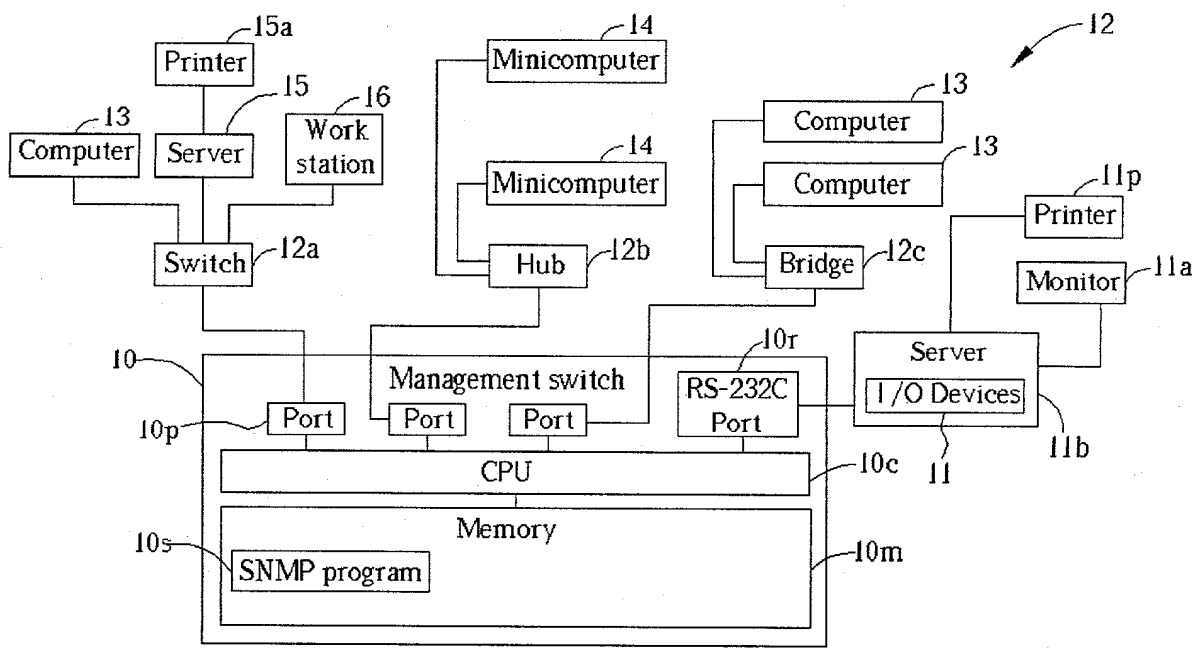 15a
Printer
14
Minicomputer
12
13
15
16
Computer
Server
Work
station
13
Computer
14
Minicomputer
13
Computer
11p
Printer
Switch
12a
Hub
12b
Bridge
12c
11a
Monitor
10
Management switch
10r
RS-232C
Port
Server
I/O Devices
10p
Port
Port
Port
11
11b
CPU
10c
Memory
10s
SNMP program
10m